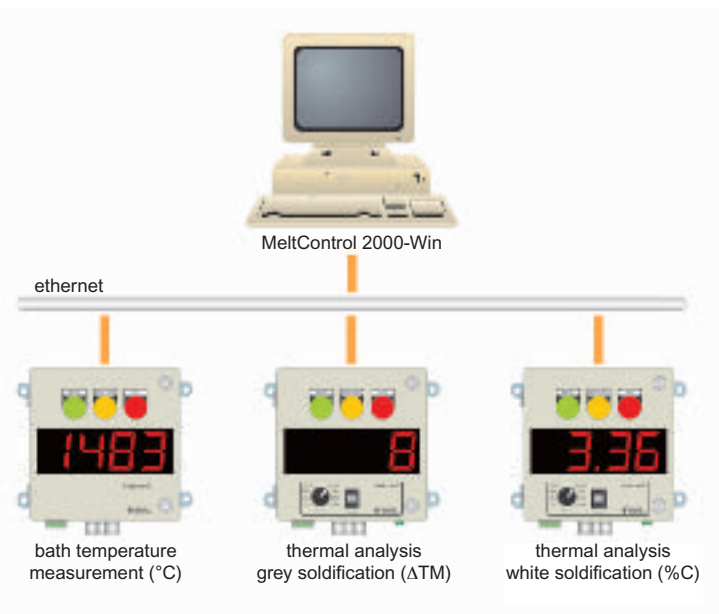 MeltControl 2000-Win
ethernet
1483
8
3.36
bath temperature
measurement (°C)
thermal analysis
grey soldification (ΔTM)
thermal analysis
white soldification (%C)